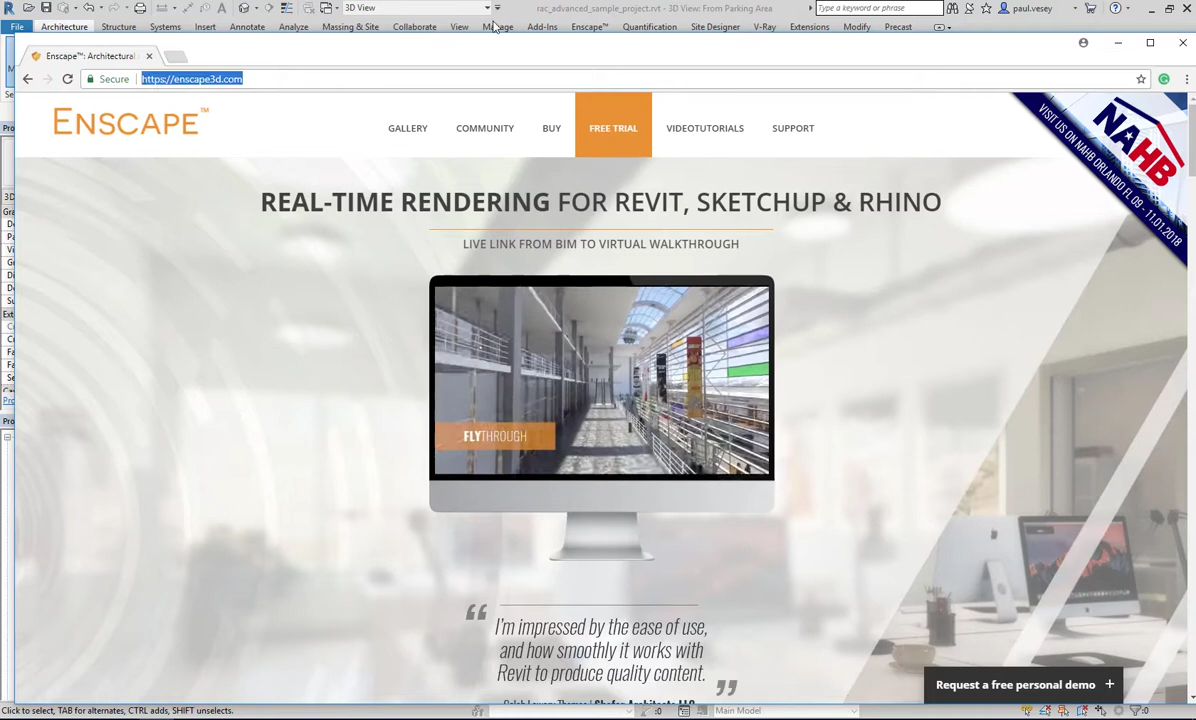 3D View
rac_advanced_sample_project.rvt - 3D View: From Parking Area
Type a keyword or phrase
paul.vesey
File Architecture Structure Insert Annotate Analyze Massing & Site Collaborate View Manage Add-Ins Enscape™ Quantification Site Designer V-Ray Extensions Modify Precast
Systems
Enscape™: Architectural
Secure https://enscape3d.com
ENSCAPE™
GALLERY COMMUNITY BUY FREE TRIAL VIDEOTUTORIALS SUPPORT
NAHB
VISIT US ON NAHB ORLANDO FL 09 - 11.01.2018
REAL-TIME RENDERING FOR REVIT, SKETCHUP & RHINO
LIVE LINK FROM BIM TO VIRTUAL WALKTHROUGH
FLYTHROUGH
“ I'm impressed by the ease of use,
and how smoothly it works with
Revit to produce quality content. ”
Request a free personal demo +
Click to select, TAB for alternates, CTRL adds, SHIFT unselects.
:0
Main Model
:0